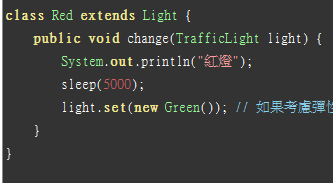 class Red extends Light {
public void change(TrafficLight light) {
System.out.println("紅燈");
sleep(5000);
light.set(new Green()); // 如果考慮彈性
}
}